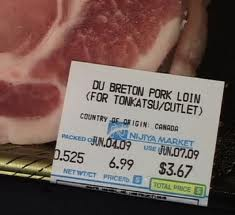 DU BRETON PORK LOIN
(FOR TONKATSU/CUTLET)
COUNTRY OF ORIGIN: CANADA
NIJIYA MARKET
PACKED ON JUN.04.09 USE BY JUN.07.09
0.525 6.99 $3.67
NET WT/CT PRICE/lb $ TOTAL PRICE $